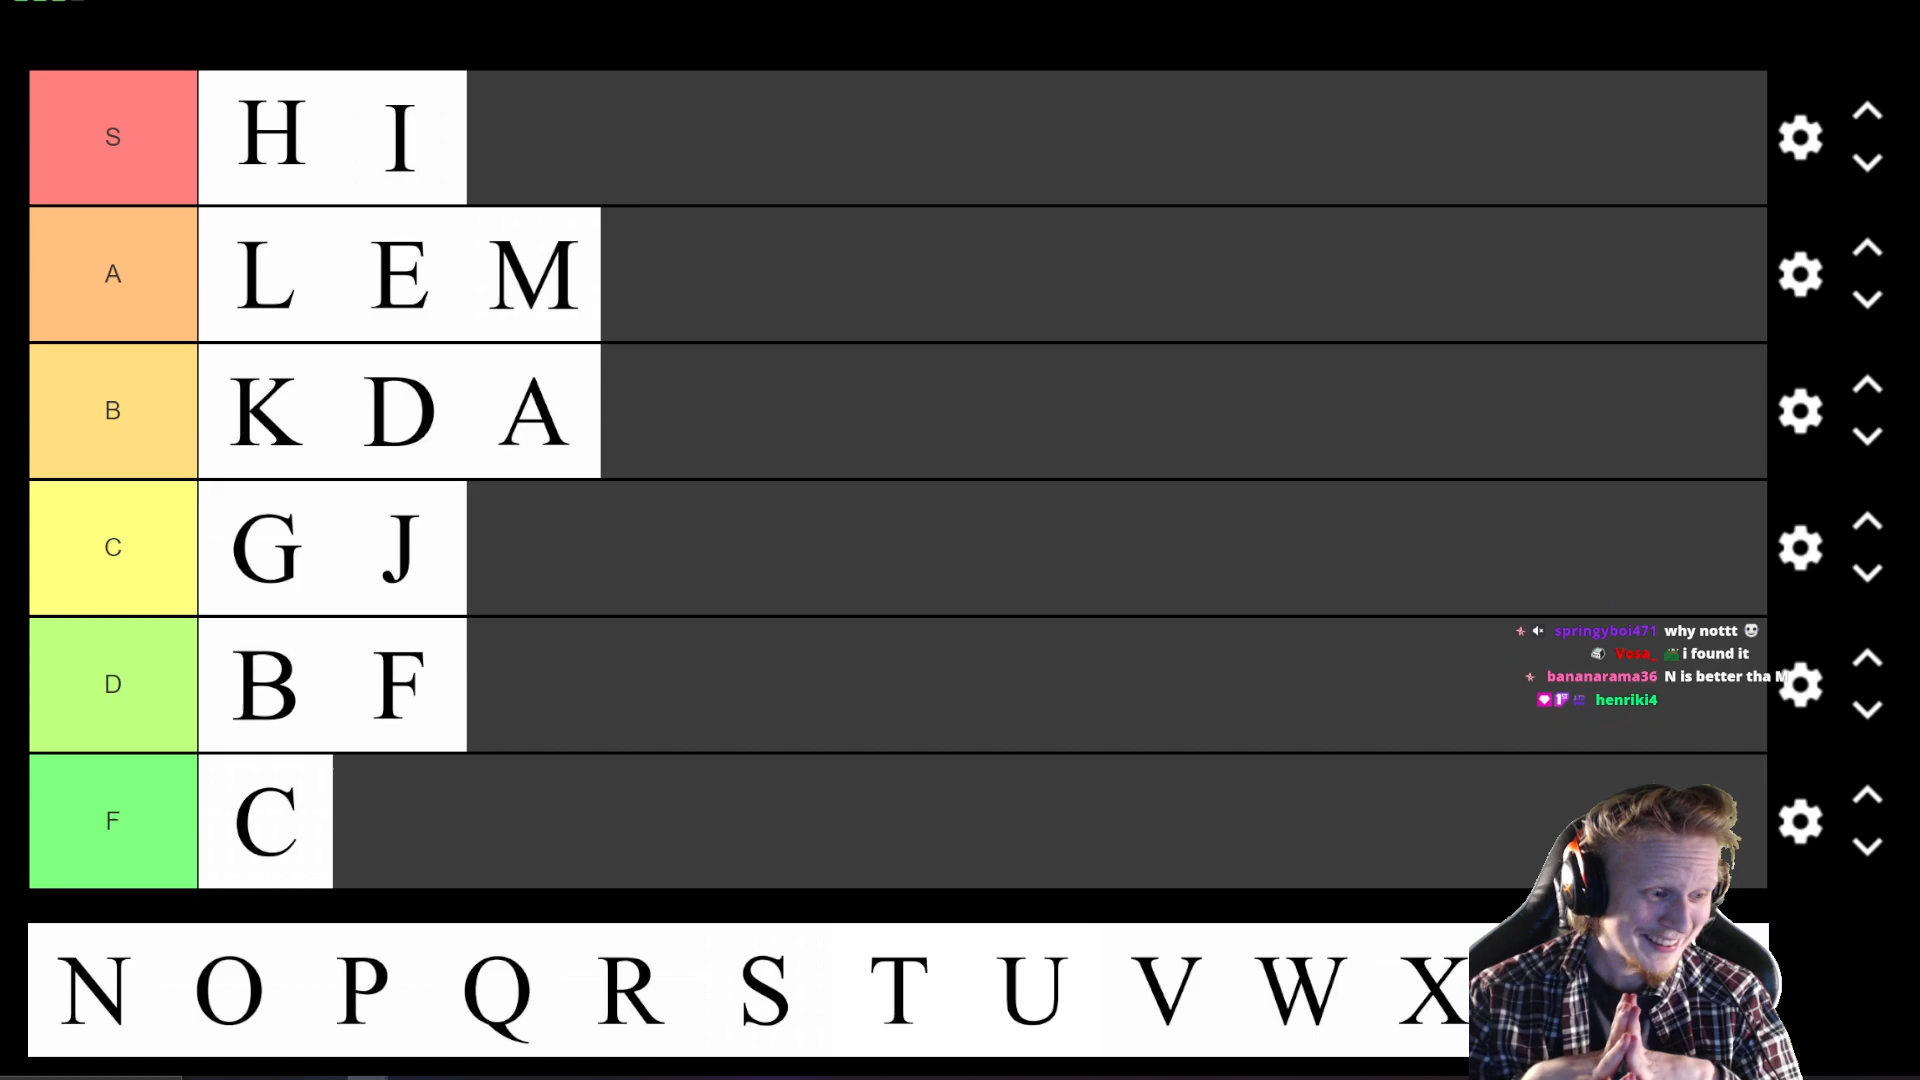 S H I
A L E M
B K D A
C G J
D B F
F C
springyboi471 why nottt
Vosa_ i found it
bananarama36 N is better tha M
henriki4
N O P Q R S T U V W X